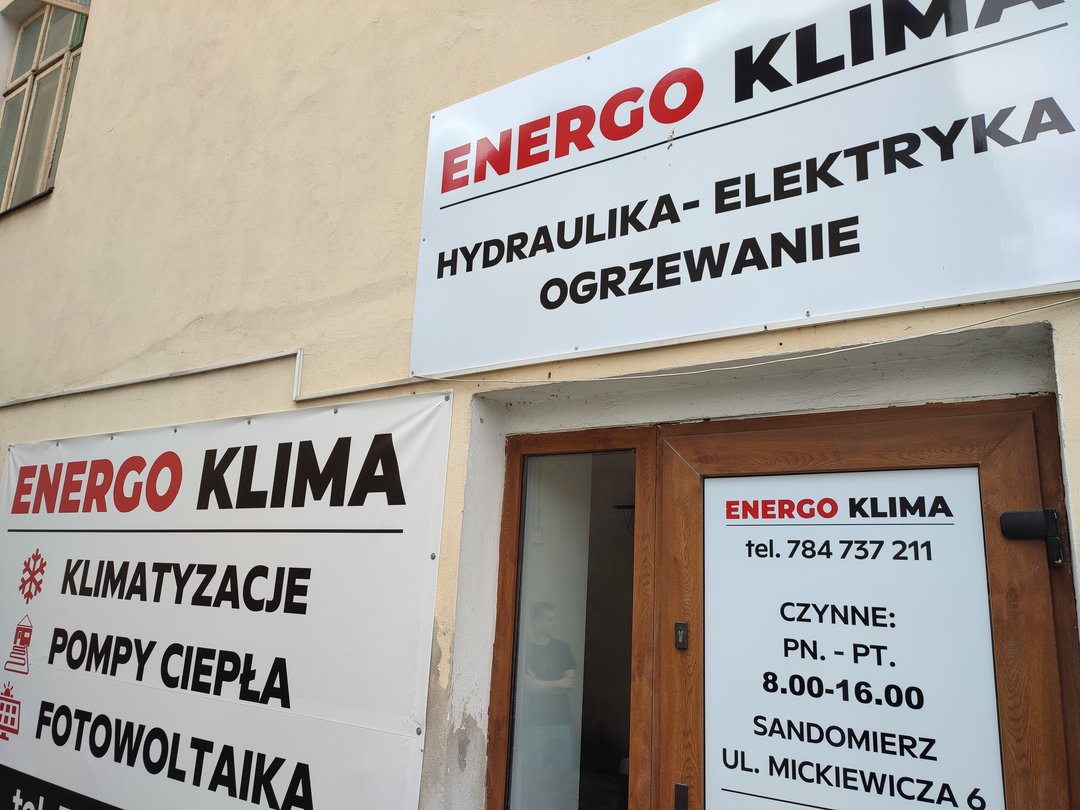 ENERGO KLIMA
HYDRAULIKA- ELEKTRYKA
OGRZEWANIE
ENERGO KLIMA
KLIMATYZACJE
POMPY CIEPŁA
FOTOWOLTAIKA
tel.
ENERGO KLIMA
tel. 784 737 211
CZYNNE:
PN. - PT.
8.00-16.00
SANDOMIERZ
UL. MICKIEWICZA 6